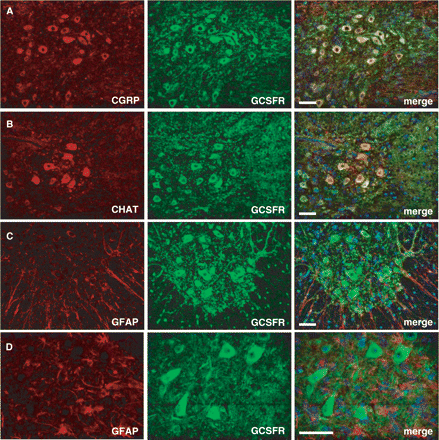 A
CGRP GCSFR merge
B
CHAT GCSFR merge
C
GFAP GCSFR merge
D
GFAP GCSFR merge